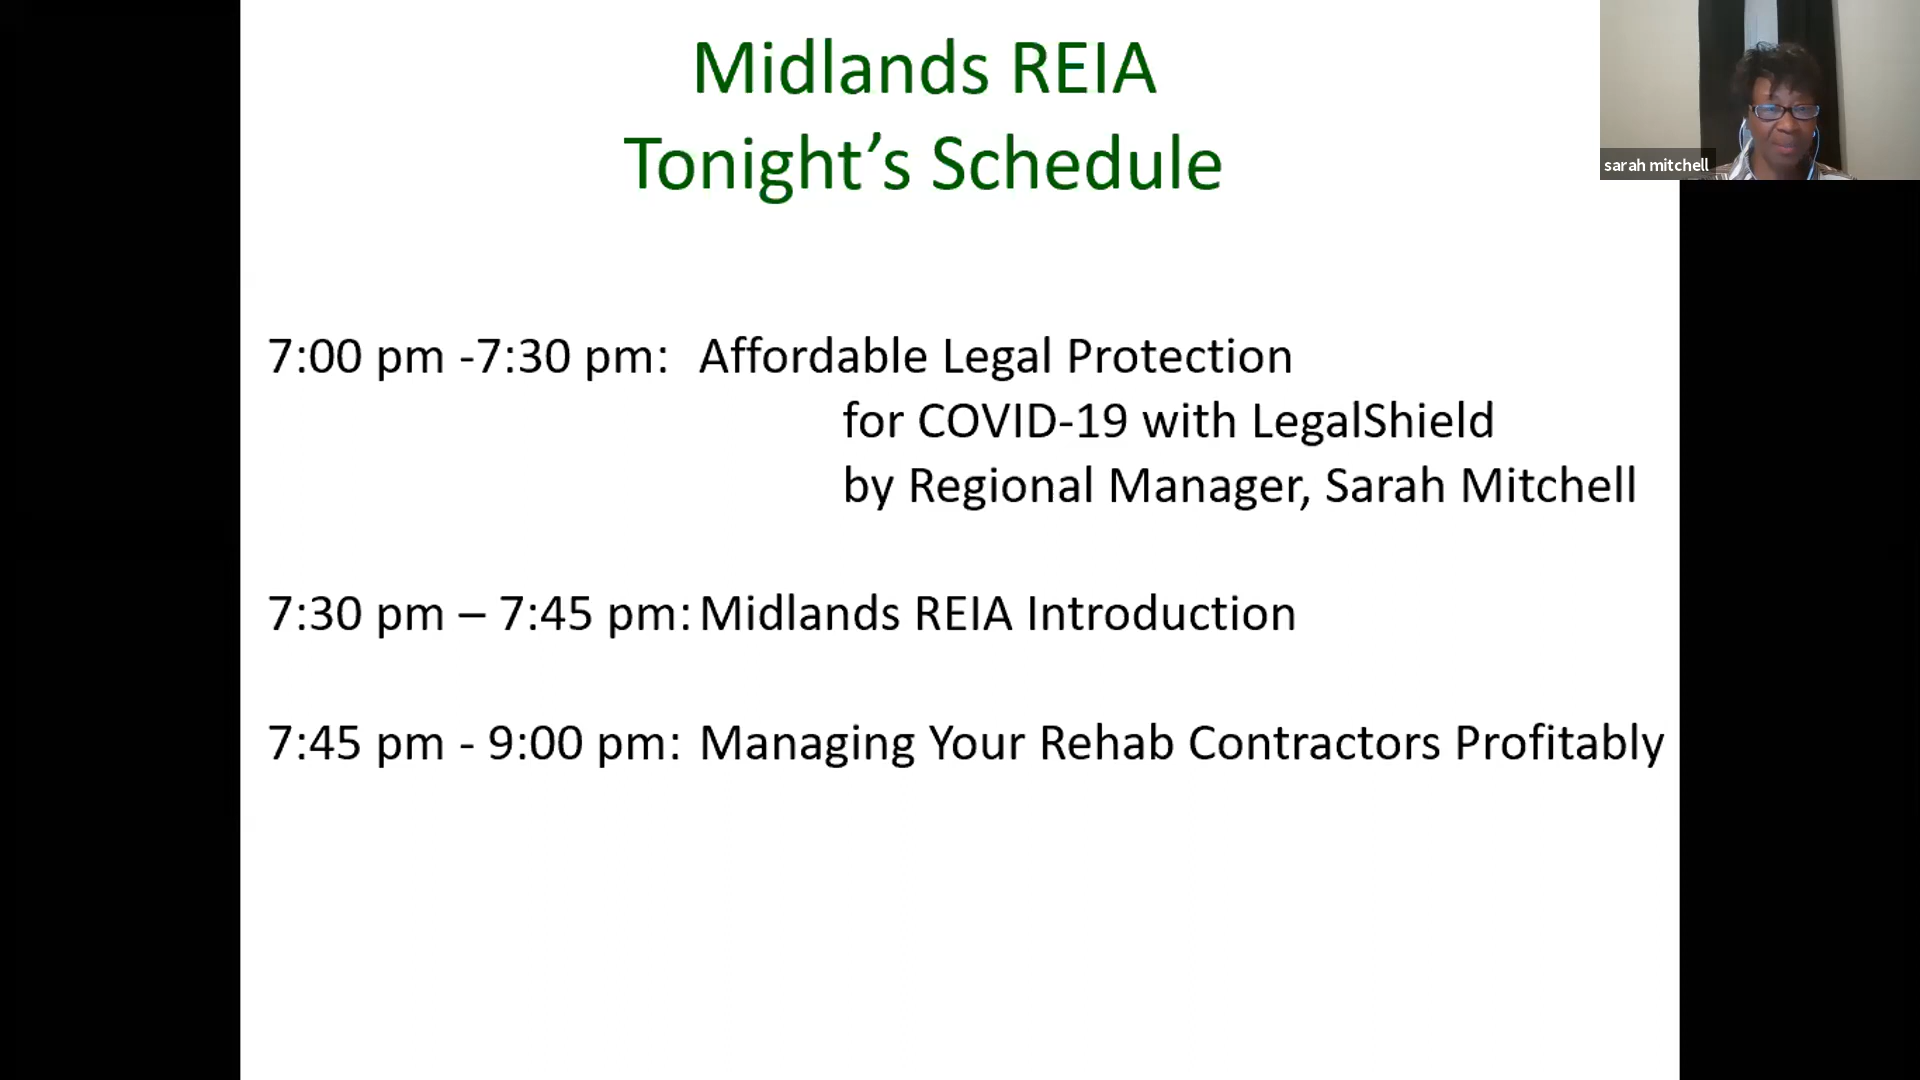 Midlands REIA
Tonight’s Schedule
sarah mitchell
7:00 pm -7:30 pm: Affordable Legal Protection
for COVID-19 with LegalShield
by Regional Manager, Sarah Mitchell
7:30 pm – 7:45 pm: Midlands REIA Introduction
7:45 pm - 9:00 pm: Managing Your Rehab Contractors Profitably